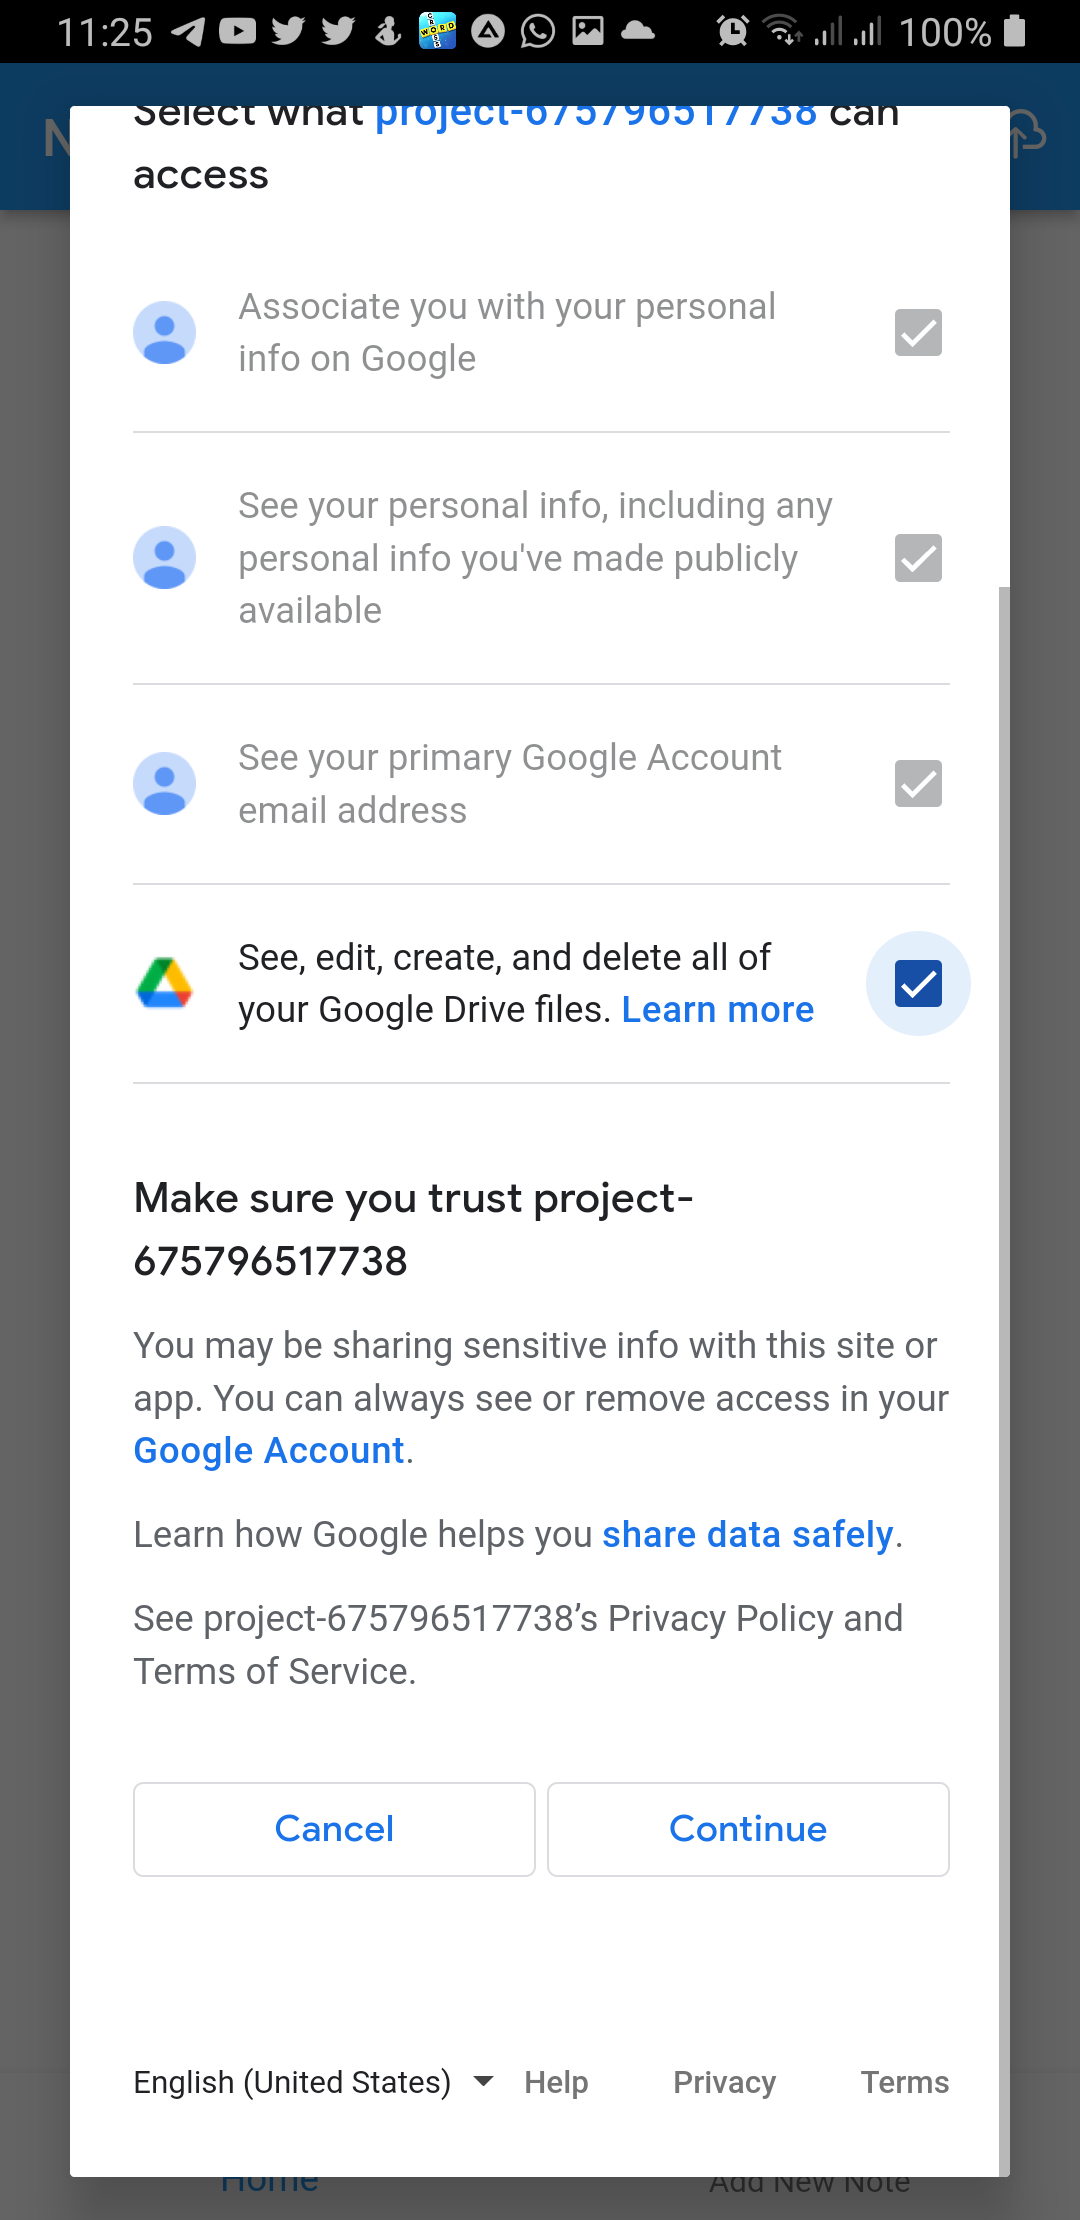 11:25
100%
Select what project-675796517738 can
access
Associate you with your personal
info on Google
See your personal info, including any
personal info you've made publicly
available
See your primary Google Account
email address
See, edit, create, and delete all of
your Google Drive files. Learn more
Make sure you trust project-
675796517738
You may be sharing sensitive info with this site or
app. You can always see or remove access in your
Google Account.
Learn how Google helps you share data safely.
See project-675796517738’s Privacy Policy and
Terms of Service.
Cancel
Continue
English (United States)
Help
Privacy
Terms
Home
Add New Note